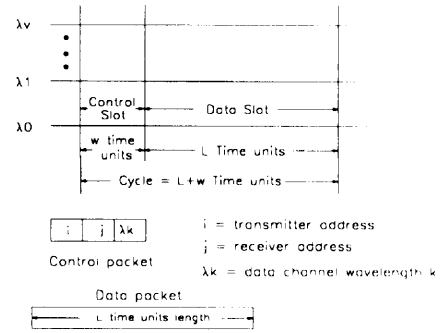 λv
λ1
Control Slot
Data Slot
λ0
w time units
L Time units
Cycle = L+w Time units
i j λk
Control packet
i = transmitter address
j = receiver address
λk = data channel wavelength k
Data packet
L time units length